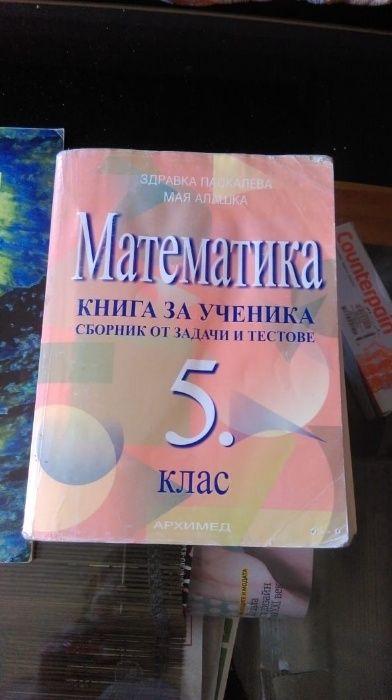 ЗДРАВКА ПАСКАЛЕВА
МАЯ АЛАШКА
МАТЕМАТИКА
КНИГА ЗА УЧЕНИКА
СБОРНИК ОТ ЗАДАЧИ И ТЕСТОВЕ
5.
клас
АРХИМЕД
Counterpain